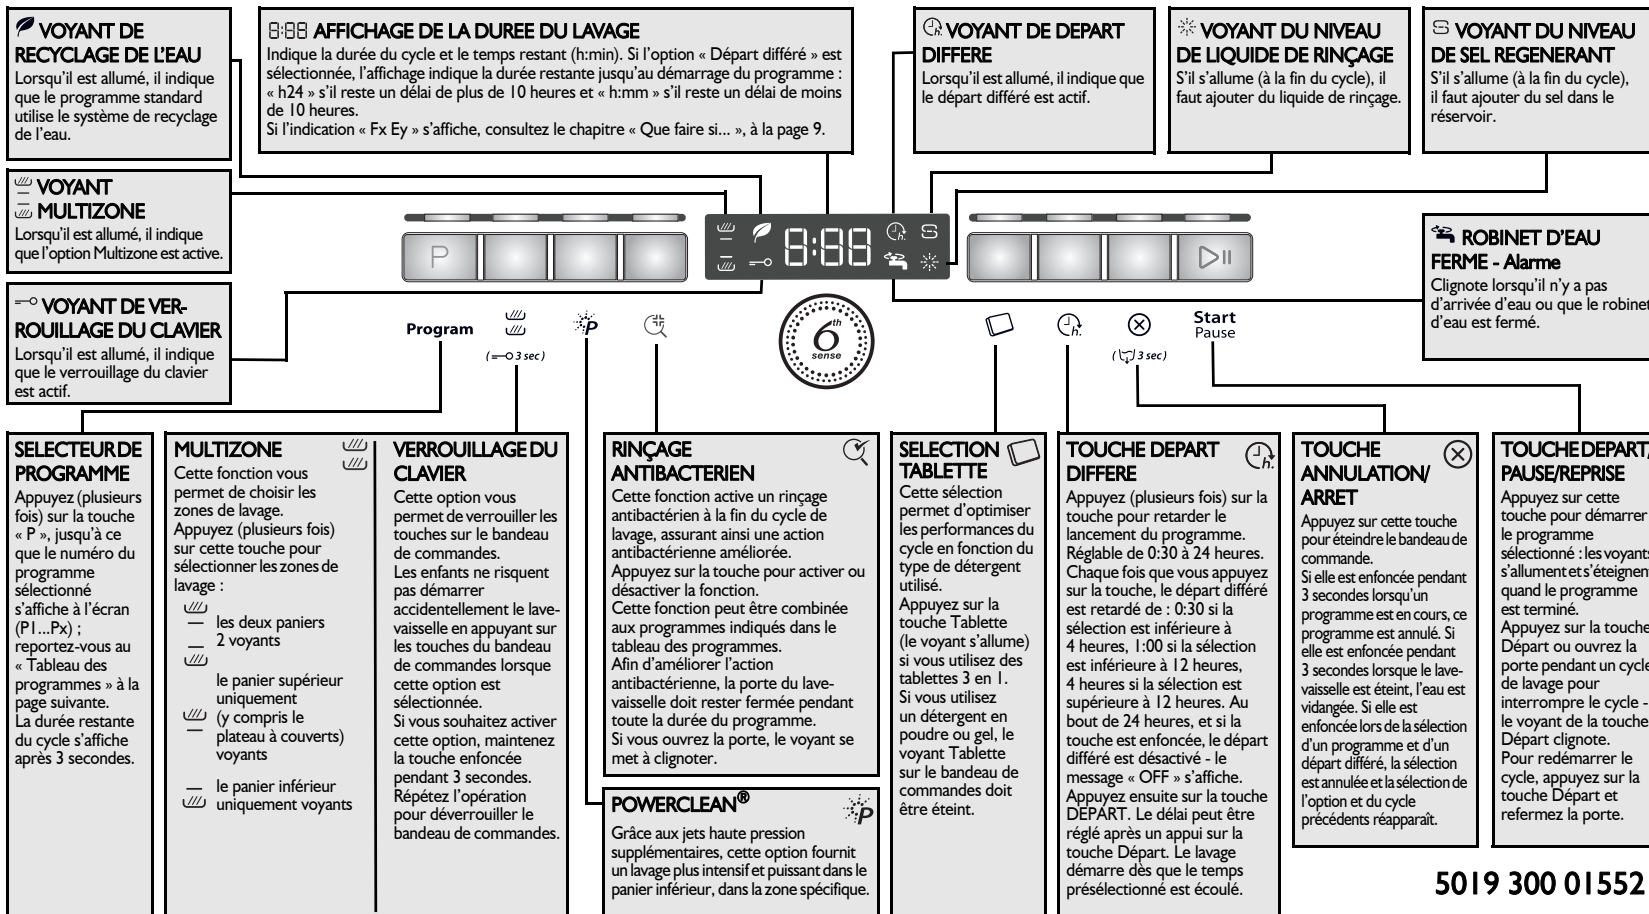 VOYANT DE
RECYCLAGE DE L'EAU
Lorsqu'il est allumé, il indique
que le programme standard
utilise le système de recyclage
de l'eau.
8:88 AFFICHAGE DE LA DUREE DU LAVAGE
Indique la durée du cycle et le temps restant (h:min). Si l'option « Départ différé » est
sélectionnée, l'affichage indique la durée restante jusqu'au démarrage du programme :
« h24 » s'il reste un délai de plus de 10 heures et « h:mm » s'il reste un délai de moins
de 10 heures.
Si l'indication « Fx Ey » s'affiche, consultez le chapitre « Que faire si... », à la page 9.
h. VOYANT DE DEPART
DIFFERE
Lorsqu'il est allumé, il indique que
le départ différé est actif.
VOYANT DU NIVEAU
DE LIQUIDE DE RINÇAGE
S'il s'allume (à la fin du cycle), il
faut ajouter du liquide de rinçage.
VOYANT DU NIVEAU
DE SEL REGENERANT
S'il s'allume (à la fin du cycle),
il faut ajouter du sel dans le
réservoir.
VOYANT
MULTIZONE
Lorsqu'il est allumé, il indique
que l'option Multizone est active.
VOYANT DE VER-
ROUILLAGE DU CLAVIER
Lorsqu'il est allumé, il indique
que le verrouillage du clavier
est actif.
P
8:88
h.
ROBINET D'EAU
FERME - Alarme
Clignote lorsqu'il n'y a pas
d'arrivée d'eau ou que le robinet
d'eau est fermé.
Program
( 3 sec)
P
6th
sense
h.
( 3 sec)
Start
Pause
SELECTEUR DE
PROGRAMME
Appuyez (plusieurs
fois) sur la touche
« P », jusqu'à ce
que le numéro du
programme
sélectionné
s'affiche à l'écran
(P1...Px) ;
reportez-vous au
« Tableau des
programmes » à la
page suivante.
La durée restante
du cycle s'affiche
après 3 secondes.
MULTIZONE
Cette fonction vous
permet de choisir les
zones de lavage.
Appuyez (plusieurs fois)
sur cette touche pour
sélectionner les zones de
lavage :
les deux paniers
2 voyants
le panier supérieur
uniquement
(y compris le
plateau à couverts)
voyants
le panier inférieur
uniquement voyants
VERROUILLAGE DU
CLAVIER
Cette option vous
permet de verrouiller les
touches sur le bandeau
de commandes.
Les enfants ne risquent
pas démarrer
accidentellement le lave-
vaisselle en appuyant sur
les touches du bandeau
de commandes lorsque
cette option est
sélectionnée.
Si vous souhaitez activer
cette option, maintenez
la touche enfoncée
pendant 3 secondes.
Répétez l'opération
pour déverrouiller le
bandeau de commandes.
RINÇAGE
ANTIBACTERIEN
Cette fonction active un rinçage
antibactérien à la fin du cycle de
lavage, assurant ainsi une action
antibactérienne améliorée.
Appuyez sur la touche pour activer ou
désactiver la fonction.
Cette fonction peut être combinée
aux programmes indiqués dans le
tableau des programmes.
Afin d'améliorer l'action
antibactérienne, la porte du lave-
vaisselle doit rester fermée pendant
toute la durée du programme.
Si vous ouvrez la porte, le voyant se
met à clignoter.
POWERCLEAN®
P
Grâce aux jets haute pression
supplémentaires, cette option fournit
un lavage plus intensif et puissant dans le
panier inférieur, dans la zone spécifique.
SELECTION
TABLETTE
Cette sélection
permet d'optimiser
les performances du
cycle en fonction du
type de détergent
utilisé.
Appuyez sur la
touche Tablette
(le voyant s'allume)
si vous utilisez des
tablettes 3 en 1.
Si vous utilisez
un détergent en
poudre ou gel, le
voyant Tablette
sur le bandeau de
commandes doit
être éteint.
TOUCHE DEPART
DIFFERE
h.
Appuyez (plusieurs fois) sur la
touche pour retarder le
lancement du programme.
Réglable de 0:30 à 24 heures.
Chaque fois que vous appuyez
sur la touche, le départ différé
est retardé de : 0:30 si la
sélection est inférieure à
4 heures, 1:00 si la sélection
est inférieure à 12 heures,
4 heures si la sélection est
supérieure à 12 heures. Au
bout de 24 heures, et si la
touche est enfoncée, le départ
différé est désactivé - le
message « OFF » s'affiche.
Appuyez ensuite sur la touche
DEPART. Le délai peut être
réglé après un appui sur la
touche Départ. Le lavage
démarre dès que le temps
présélectionné est écoulé.
TOUCHE
ANNULATION/
ARRET
Appuyez sur cette touche
pour éteindre le bandeau de
commande.
Si elle est enfoncée pendant
3 secondes lorsqu'un
programme est en cours, ce
programme est annulé. Si
elle est enfoncée pendant
3 secondes lorsque le lave-
vaisselle est éteint, l'eau est
vidangée. Si elle est
enfoncée lors de la sélection
d'un programme et d'un
départ différé, la sélection
est annulée et la sélection de
l'option et du cycle
précédents réapparaît.
TOUCHE DEPART/
PAUSE/REPRISE
Appuyez sur cette
touche pour démarrer
le programme
sélectionné : les voyants
s'allument et s'éteignent
quand le programme
est terminé.
Appuyez sur la touche
Départ ou ouvrez la
porte pendant un cycle
de lavage pour
interrompre le cycle -
le voyant de la touche
Départ clignote.
Pour redémarrer le
cycle, appuyez sur la
touche Départ et
refermez la porte.
5019 300 01552